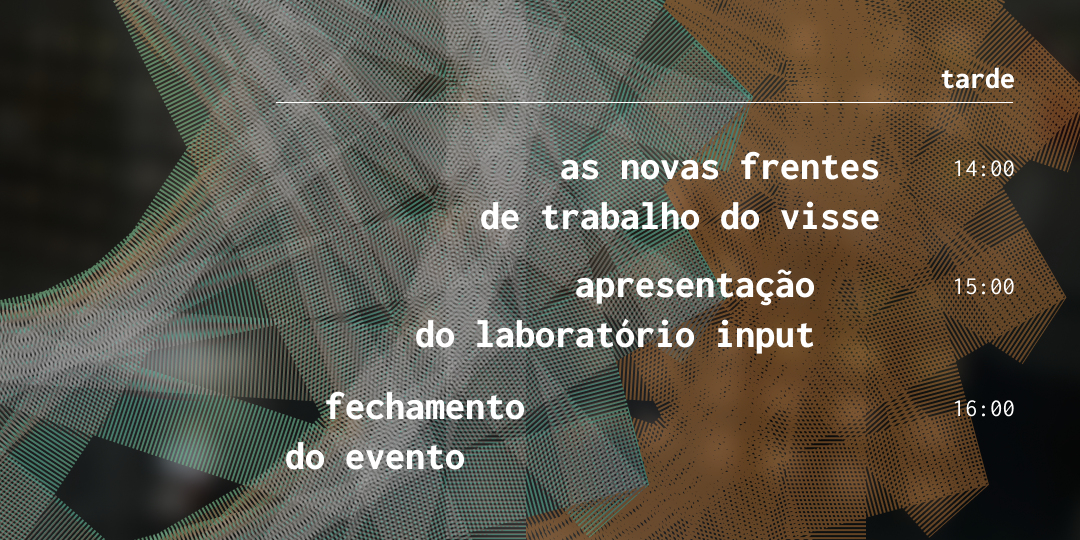 tarde
as novas frentes 14:00
de trabalho do visse
apresentação 15:00
do laboratório input
fechamento 16:00
do evento